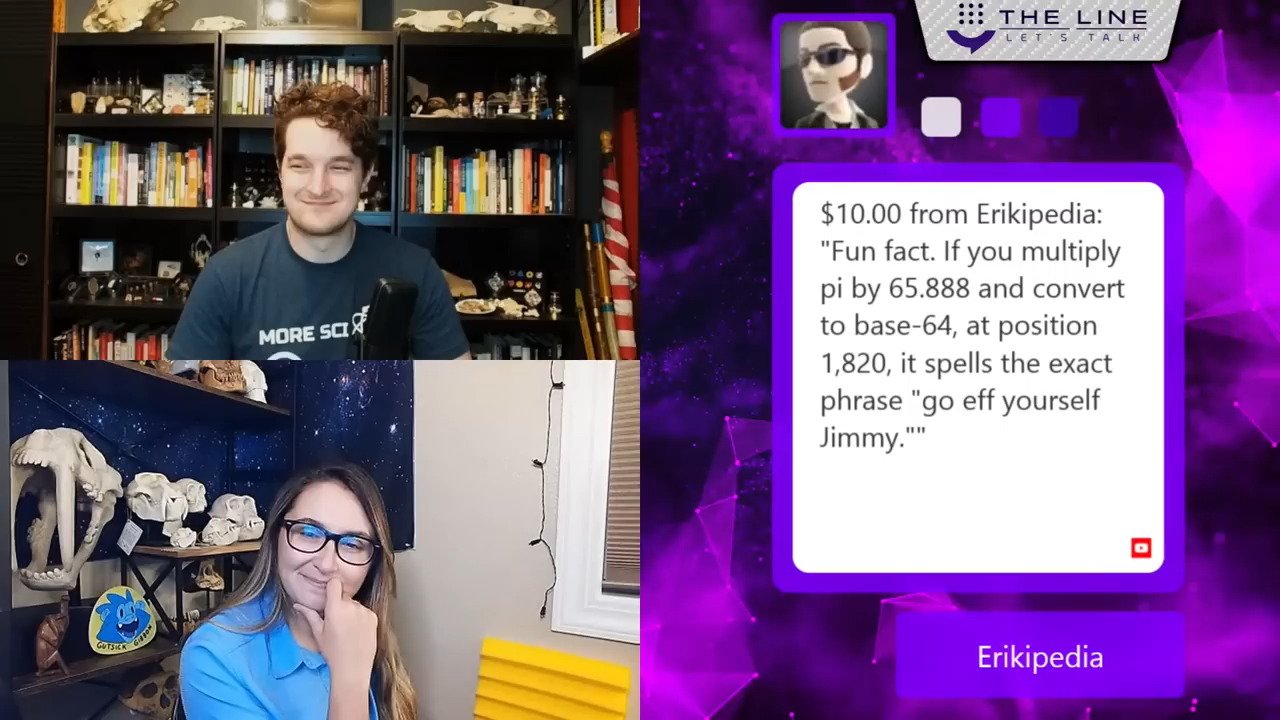 THE LINE
LET'S TALK
$10.00 from Erikipedia:
"Fun fact. If you multiply
pi by 65.888 and convert
to base-64, at position
1,820, it spells the exact
phrase "go eff yourself
Jimmy.""
Erikipedia
MORE SCI
GUTSICK GIBBON